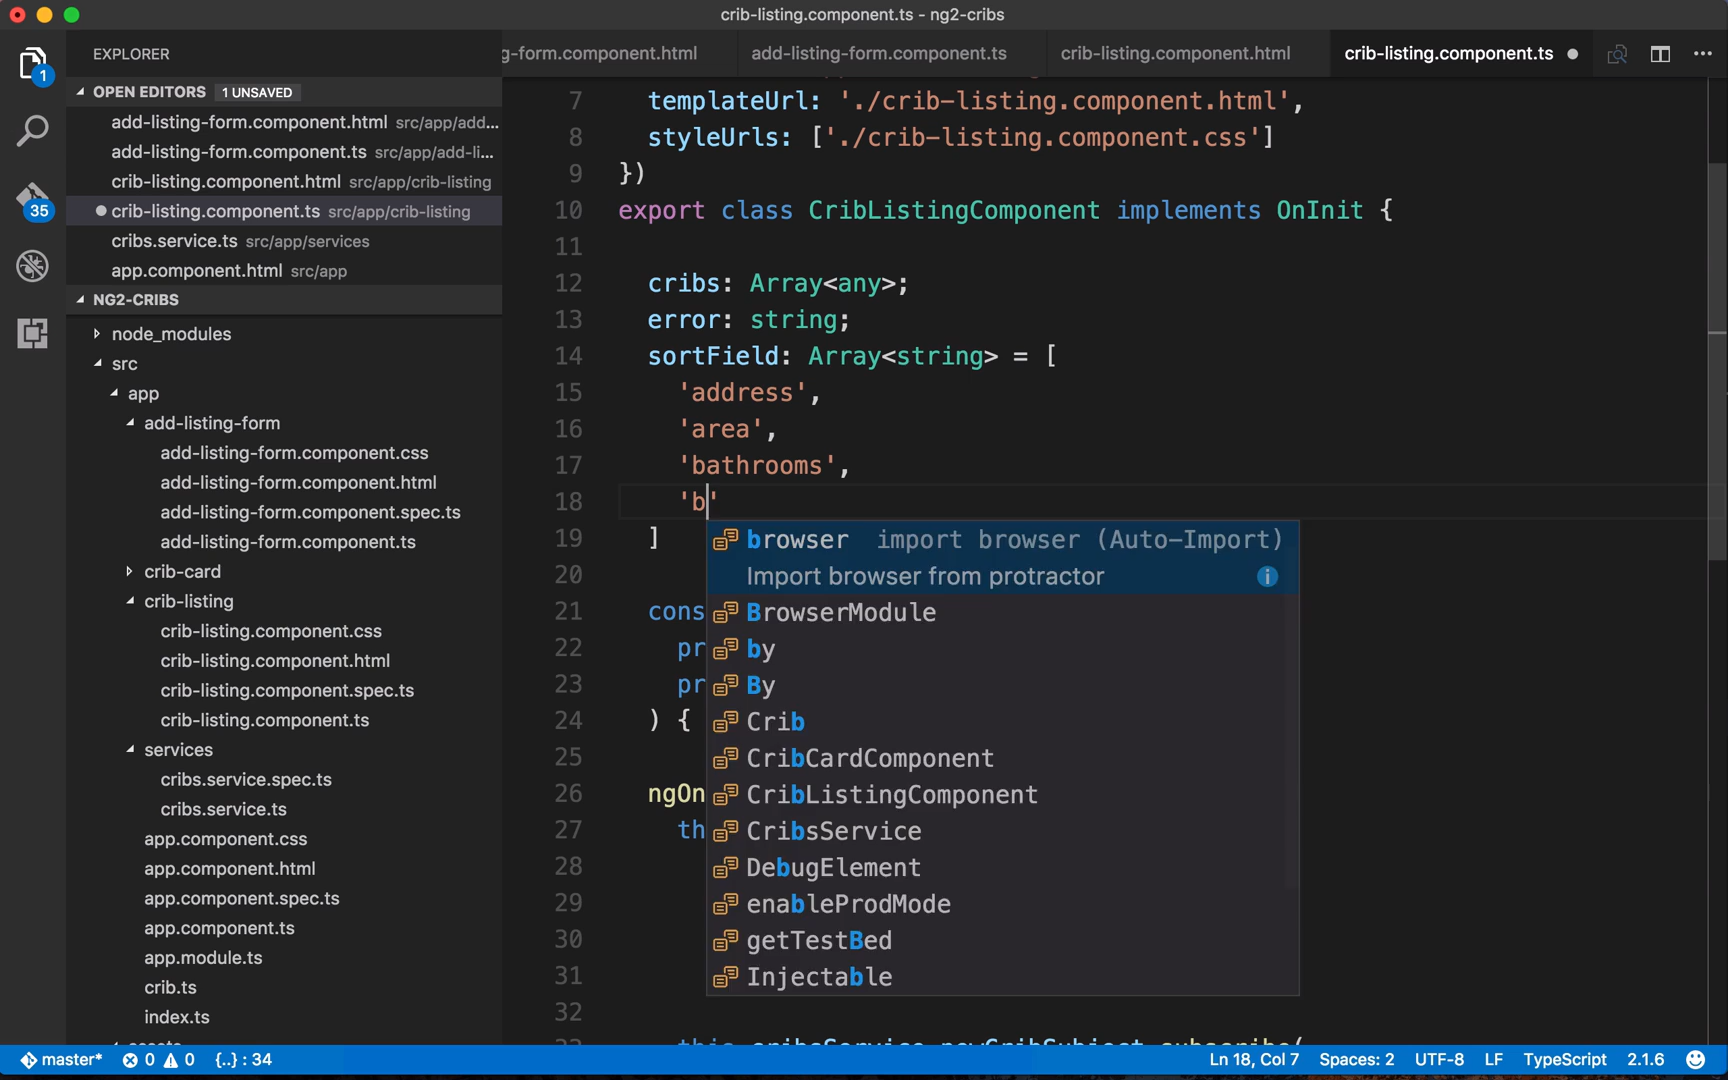 crib-listing.component.ts - ng2-cribs
1
35
EXPLORER
OPEN EDITORS 1 UNSAVED
add-listing-form.component.html src/app/add...
add-listing-form.component.ts src/app/add-li...
crib-listing.component.html src/app/crib-listing
crib-listing.component.ts src/app/crib-listing
cribs.service.ts src/app/services
app.component.html src/app
NG2-CRIBS
node_modules
src
app
add-listing-form
add-listing-form.component.css
add-listing-form.component.html
add-listing-form.component.spec.ts
add-listing-form.component.ts
crib-card
crib-listing
crib-listing.component.css
crib-listing.component.html
crib-listing.component.spec.ts
crib-listing.component.ts
services
cribs.service.spec.ts
cribs.service.ts
app.component.css
app.component.html
app.component.spec.ts
app.component.ts
app.module.ts
crib.ts
index.ts
g-form.component.html add-listing-form.component.ts crib-listing.component.html crib-listing.component.ts
7 templateUrl: './crib-listing.component.html',
8 styleUrls: ['./crib-listing.component.css']
9 })
10 export class CribListingComponent implements OnInit {
11
12 cribs: Array<any>;
13 error: string;
14 sortField: Array<string> = [
15 'address',
16 'area',
17 'bathrooms',
18 'b'
19 ]
20
21 cons
22 pr
23 pr
24 ) {
25
26 ngOn
27 th
28
29
30
31
32
this.cribsService.newCribSubject.subscribe(
browser import browser (Auto-Import)
Import browser from protractor
BrowserModule
by
By
Crib
CribCardComponent
CribListingComponent
CribsService
DebugElement
enableProdMode
getTestBed
Injectable
master* 0 0 {..} : 34 Ln 18, Col 7 Spaces: 2 UTF-8 LF TypeScript 2.1.6